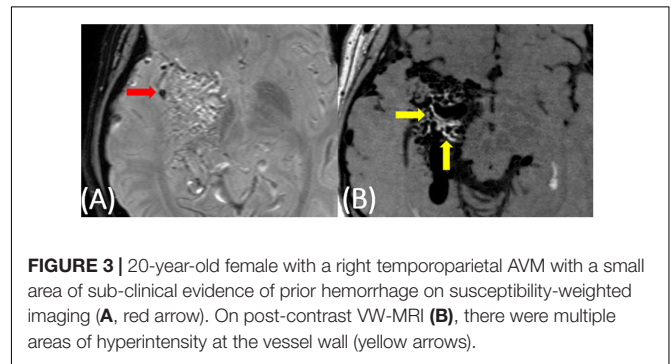 (A) (B)
FIGURE 3 | 20-year-old female with a right temporoparietal AVM with a small
area of sub-clinical evidence of prior hemorrhage on susceptibility-weighted
imaging (A, red arrow). On post-contrast VW-MRI (B), there were multiple
areas of hyperintensity at the vessel wall (yellow arrows).